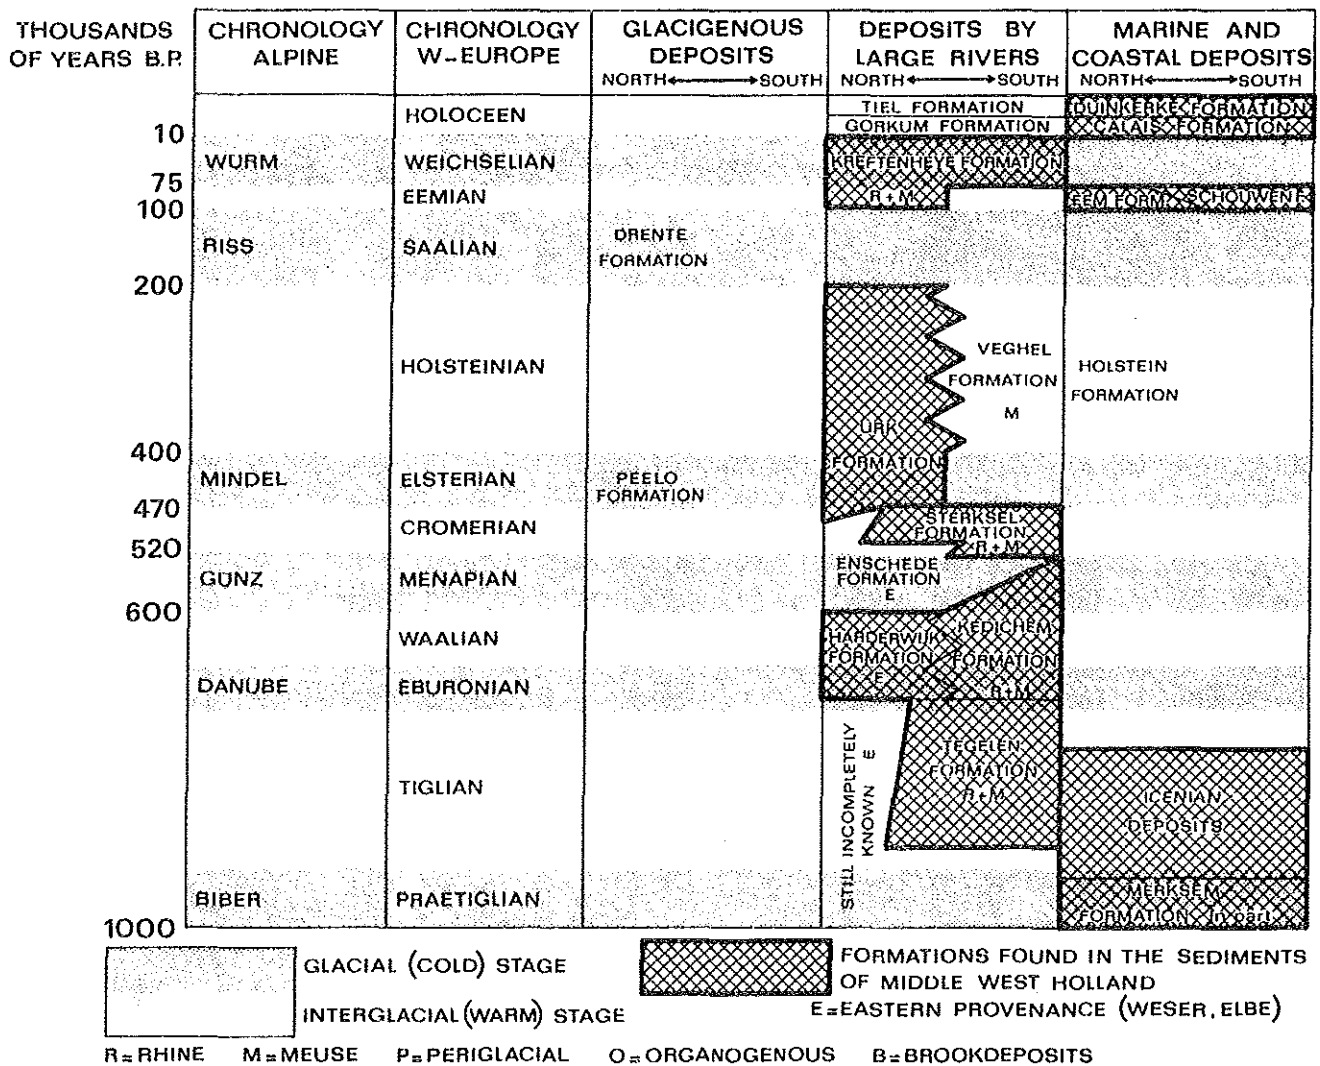 THOUSANDS
OF YEARS B.P.
CHRONOLOGY
ALPINE
CHRONOLOGY
W-EUROPE
GLACIGENOUS
DEPOSITS
NORTH←→SOUTH
DEPOSITS BY
LARGE RIVERS
NORTH←→SOUTH
MARINE AND
COASTAL DEPOSITS
NORTH←→SOUTH
HOLOCEEN
TIEL FORMATION
DUINKERKE FORMATION
GORKUM FORMATION
CALAIS FORMATION
10
WÜRM
WEICHSELIAN
KREFTENHEYE FORMATION
75
EEMIAN
R+M
EEM FORM.
SCHOUWEN F.
100
RISS
SAALIAN
DRENTE
FORMATION
200
HOLSTEINIAN
VEGHEL
FORMATION
M
HOLSTEIN
FORMATION
URK
FORMATION
400
MINDEL
ELSTERIAN
PEELO
FORMATION
470
CROMERIAN
STERKSEL
FORMATION
R+M
520
GÜNZ
MENAPIAN
ENSCHEDE
FORMATION
E
600
WAALIAN
HARDERWIJK
FORMATION
E
KEDICHEM
FORMATION
R+M
DANUBE
EBURONIAN
TIGLIAN
STILL INCOMPLETELY
KNOWN E
TEGELEN
FORMATION
R+M
ICENIAN
DEPOSITS
BIBER
PRAETIGLIAN
MERKSEM
FORMATION in part
1000
GLACIAL (COLD) STAGE
INTERGLACIAL (WARM) STAGE
FORMATIONS FOUND IN THE SEDIMENTS
OF MIDDLE WEST HOLLAND
E=EASTERN PROVENANCE (WESER, ELBE)
R=RHINE M=MEUSE P=PERIGLACIAL O=ORGANOGENOUS B=BROOKDEPOSITS